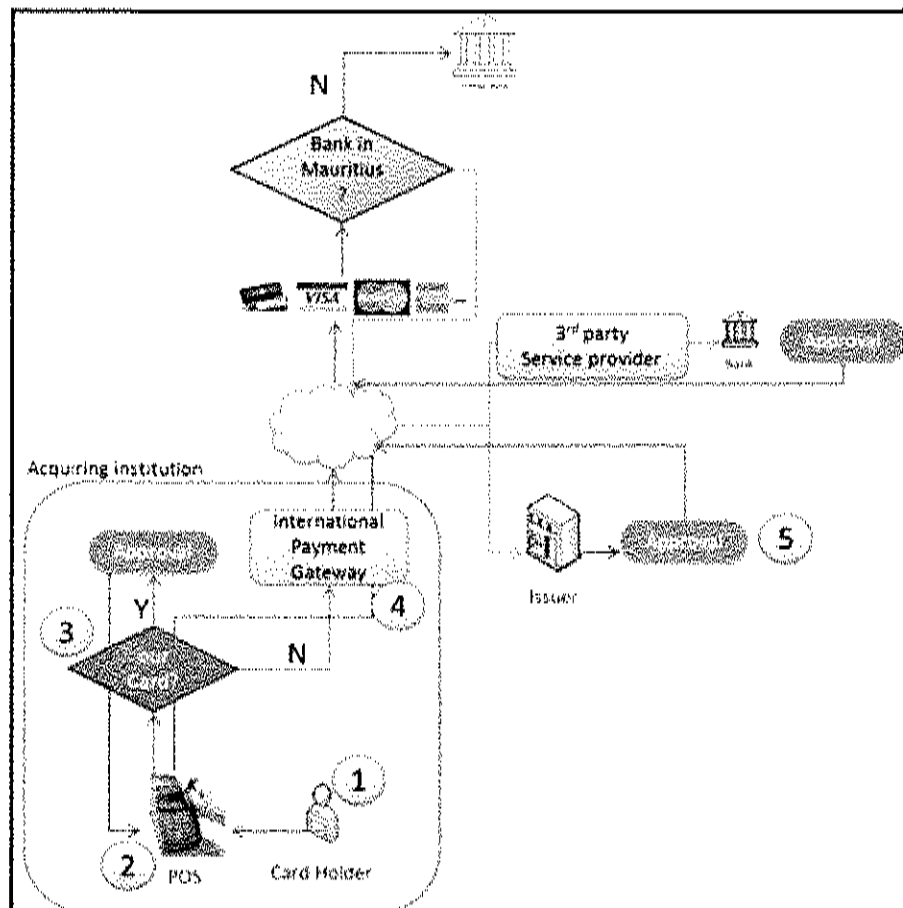 N
Bank in
Mauritius
?
VISA
3rd party
Service provider
Bank
Acquiring institution
International
Payment
Gateway
5
Issuer
4
Y
3
N
1
2
POS
Card Holder